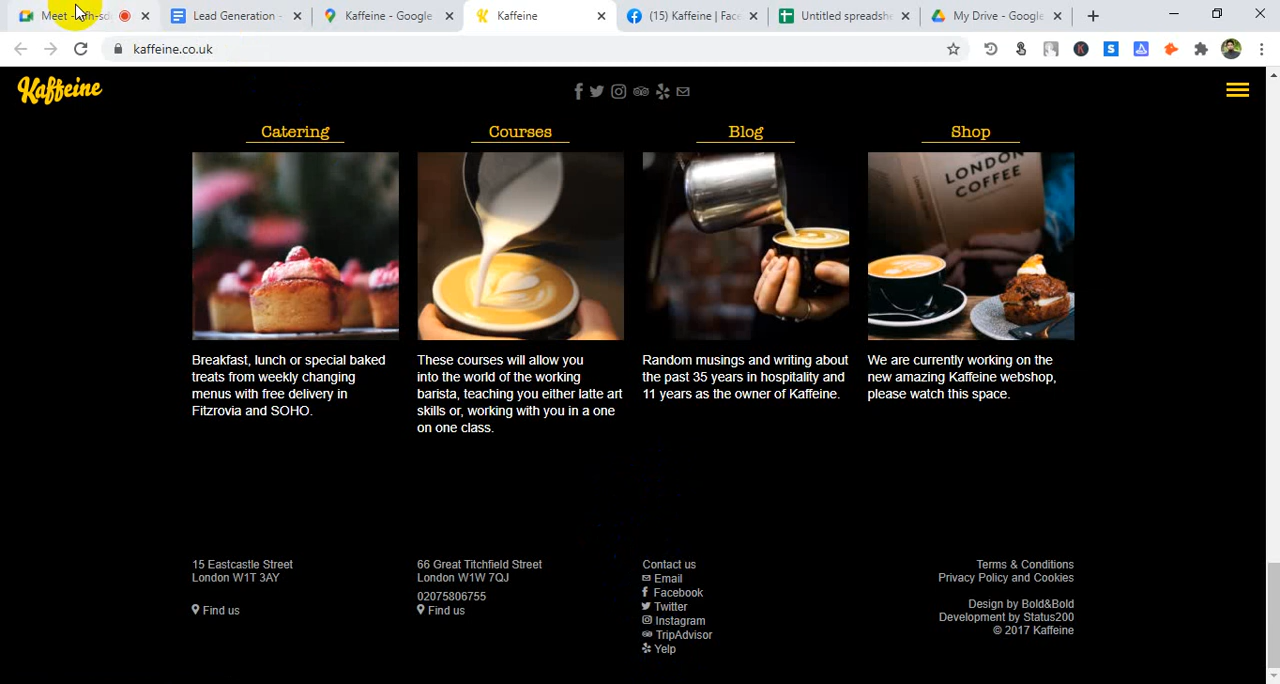 Meet -
Lead Generation -
Kaffeine - Google
Kaffeine
(15) Kaffeine | Fac
Untitled spreadshe
My Drive - Google
kaffeine.co.uk
Kaffeine
Catering
Courses
Blog
Shop
LONDON
COFFEE
Breakfast, lunch or special baked
treats from weekly changing
menus with free delivery in
Fitzrovia and SOHO.
These courses will allow you
into the world of the working
barista, teaching you either latte art
skills or, working with you in a one
on one class.
Random musings and writing about
the past 35 years in hospitality and
11 years as the owner of Kaffeine.
We are currently working on the
new amazing Kaffeine webshop,
please watch this space.
15 Eastcastle Street
London W1T 3AY
Find us
66 Great Titchfield Street
London W1W 7QJ
02075806755
Find us
Contact us
Email
Facebook
Twitter
Instagram
TripAdvisor
Yelp
Terms & Conditions
Privacy Policy and Cookies
Design by Bold&Bold
Development by Status200
© 2017 Kaffeine